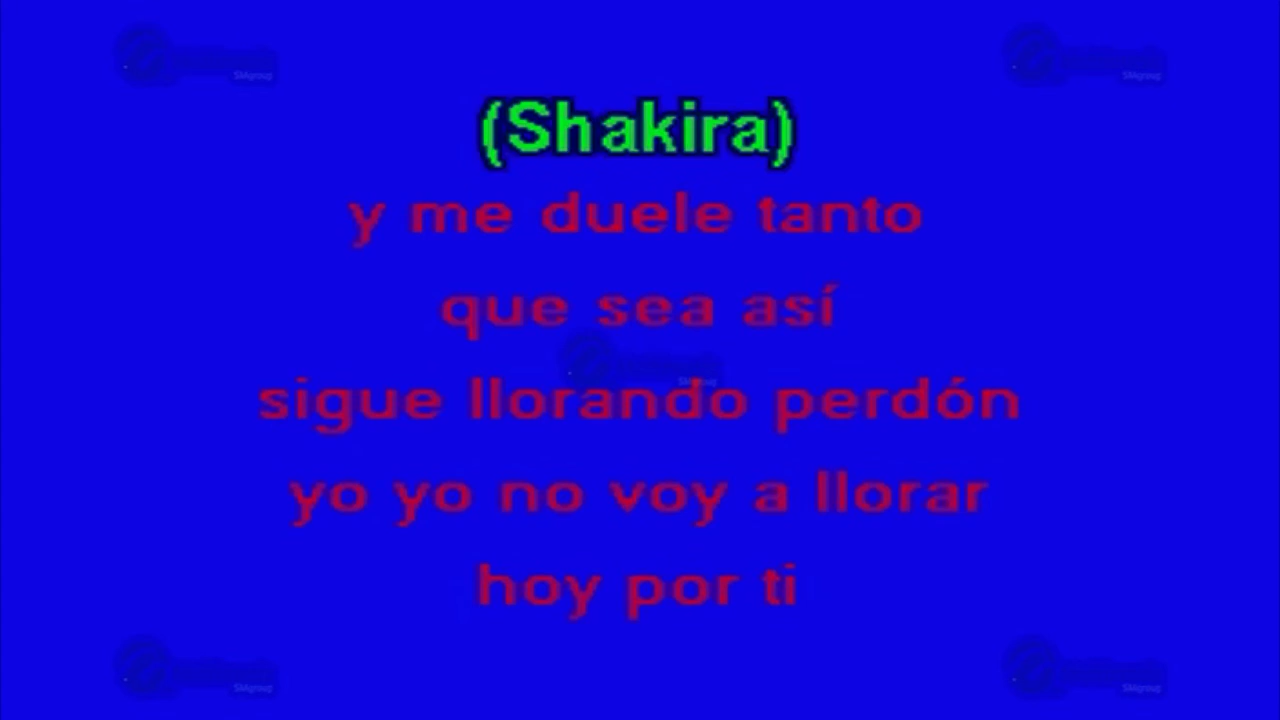 (Shakira)
y me duele tanto
que sea así
sigue llorando perdón
yo yo no voy a llorar
hoy por ti